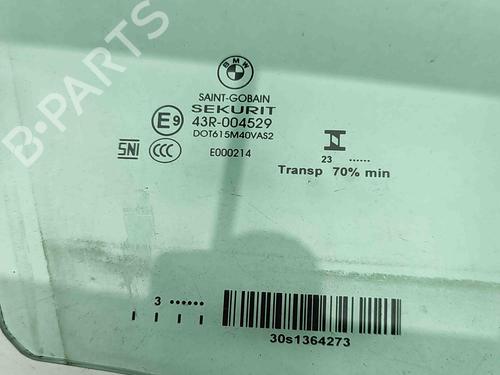 BMW
SAINT-GOBAIN
SEKURIT
E9 43R-004529
DOT615M40VAS2
SNI CCC E000214
23 ......
Transp 70% min
3 ......
30s1364273
B-PARTS